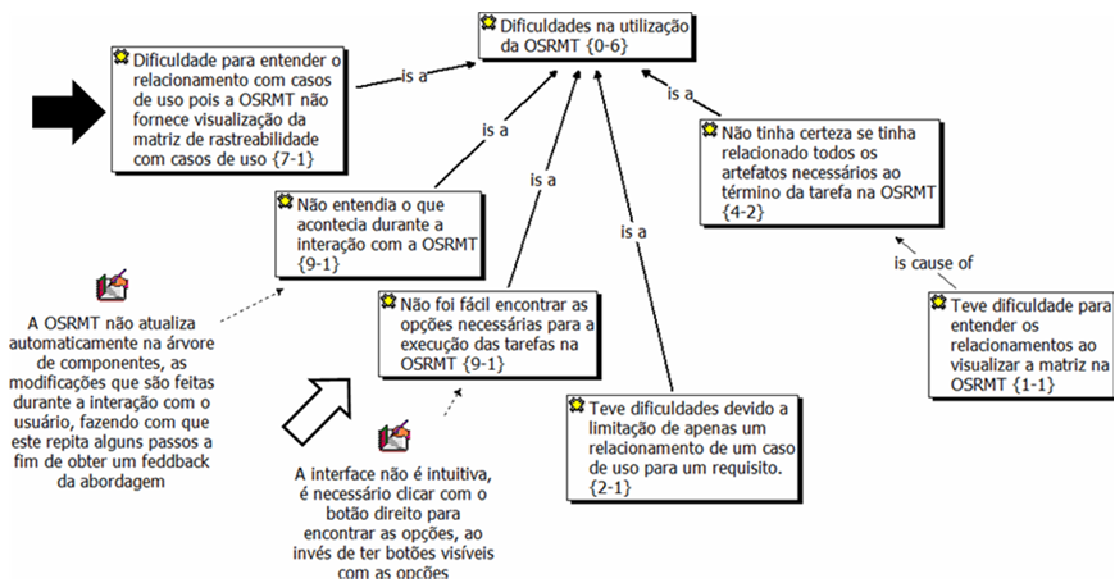 Dificuldades na utilização
da OSRMT {0-6}
Dificuldade para entender o
relacionamento com casos
de uso pois a OSRMT não
fornece visualização da
matriz de rastreabilidade
com casos de uso {7-1}
is a
is a
is a
is a
is a
Não tinha certeza se tinha
relacionado todos os
artefatos necessários ao
término da tarefa na OSRMT
{4-2}
Não entendia o que
acontecia durante a
interação com a OSRMT
{9-1}
is cause of
Não foi fácil encontrar as
opções necessárias para a
execução das tarefas na
OSRMT {9-1}
Teve dificuldade para
entender os
relacionamentos ao
visualizar a matriz na
OSRMT {1-1}
A OSRMT não atualiza
automaticamente na árvore
de componentes, as
modificações que são feitas
durante a interação com o
usuário, fazendo com que
este repita alguns passos a
fim de obter um feddback
da abordagem
Teve dificuldades devido a
limitação de apenas um
relacionamento de um caso
de uso para um requisito.
{2-1}
A interface não é intuitiva,
é necessário clicar com o
botão direito para
encontrar as opções, ao
invés de ter botões visíveis
com as opções